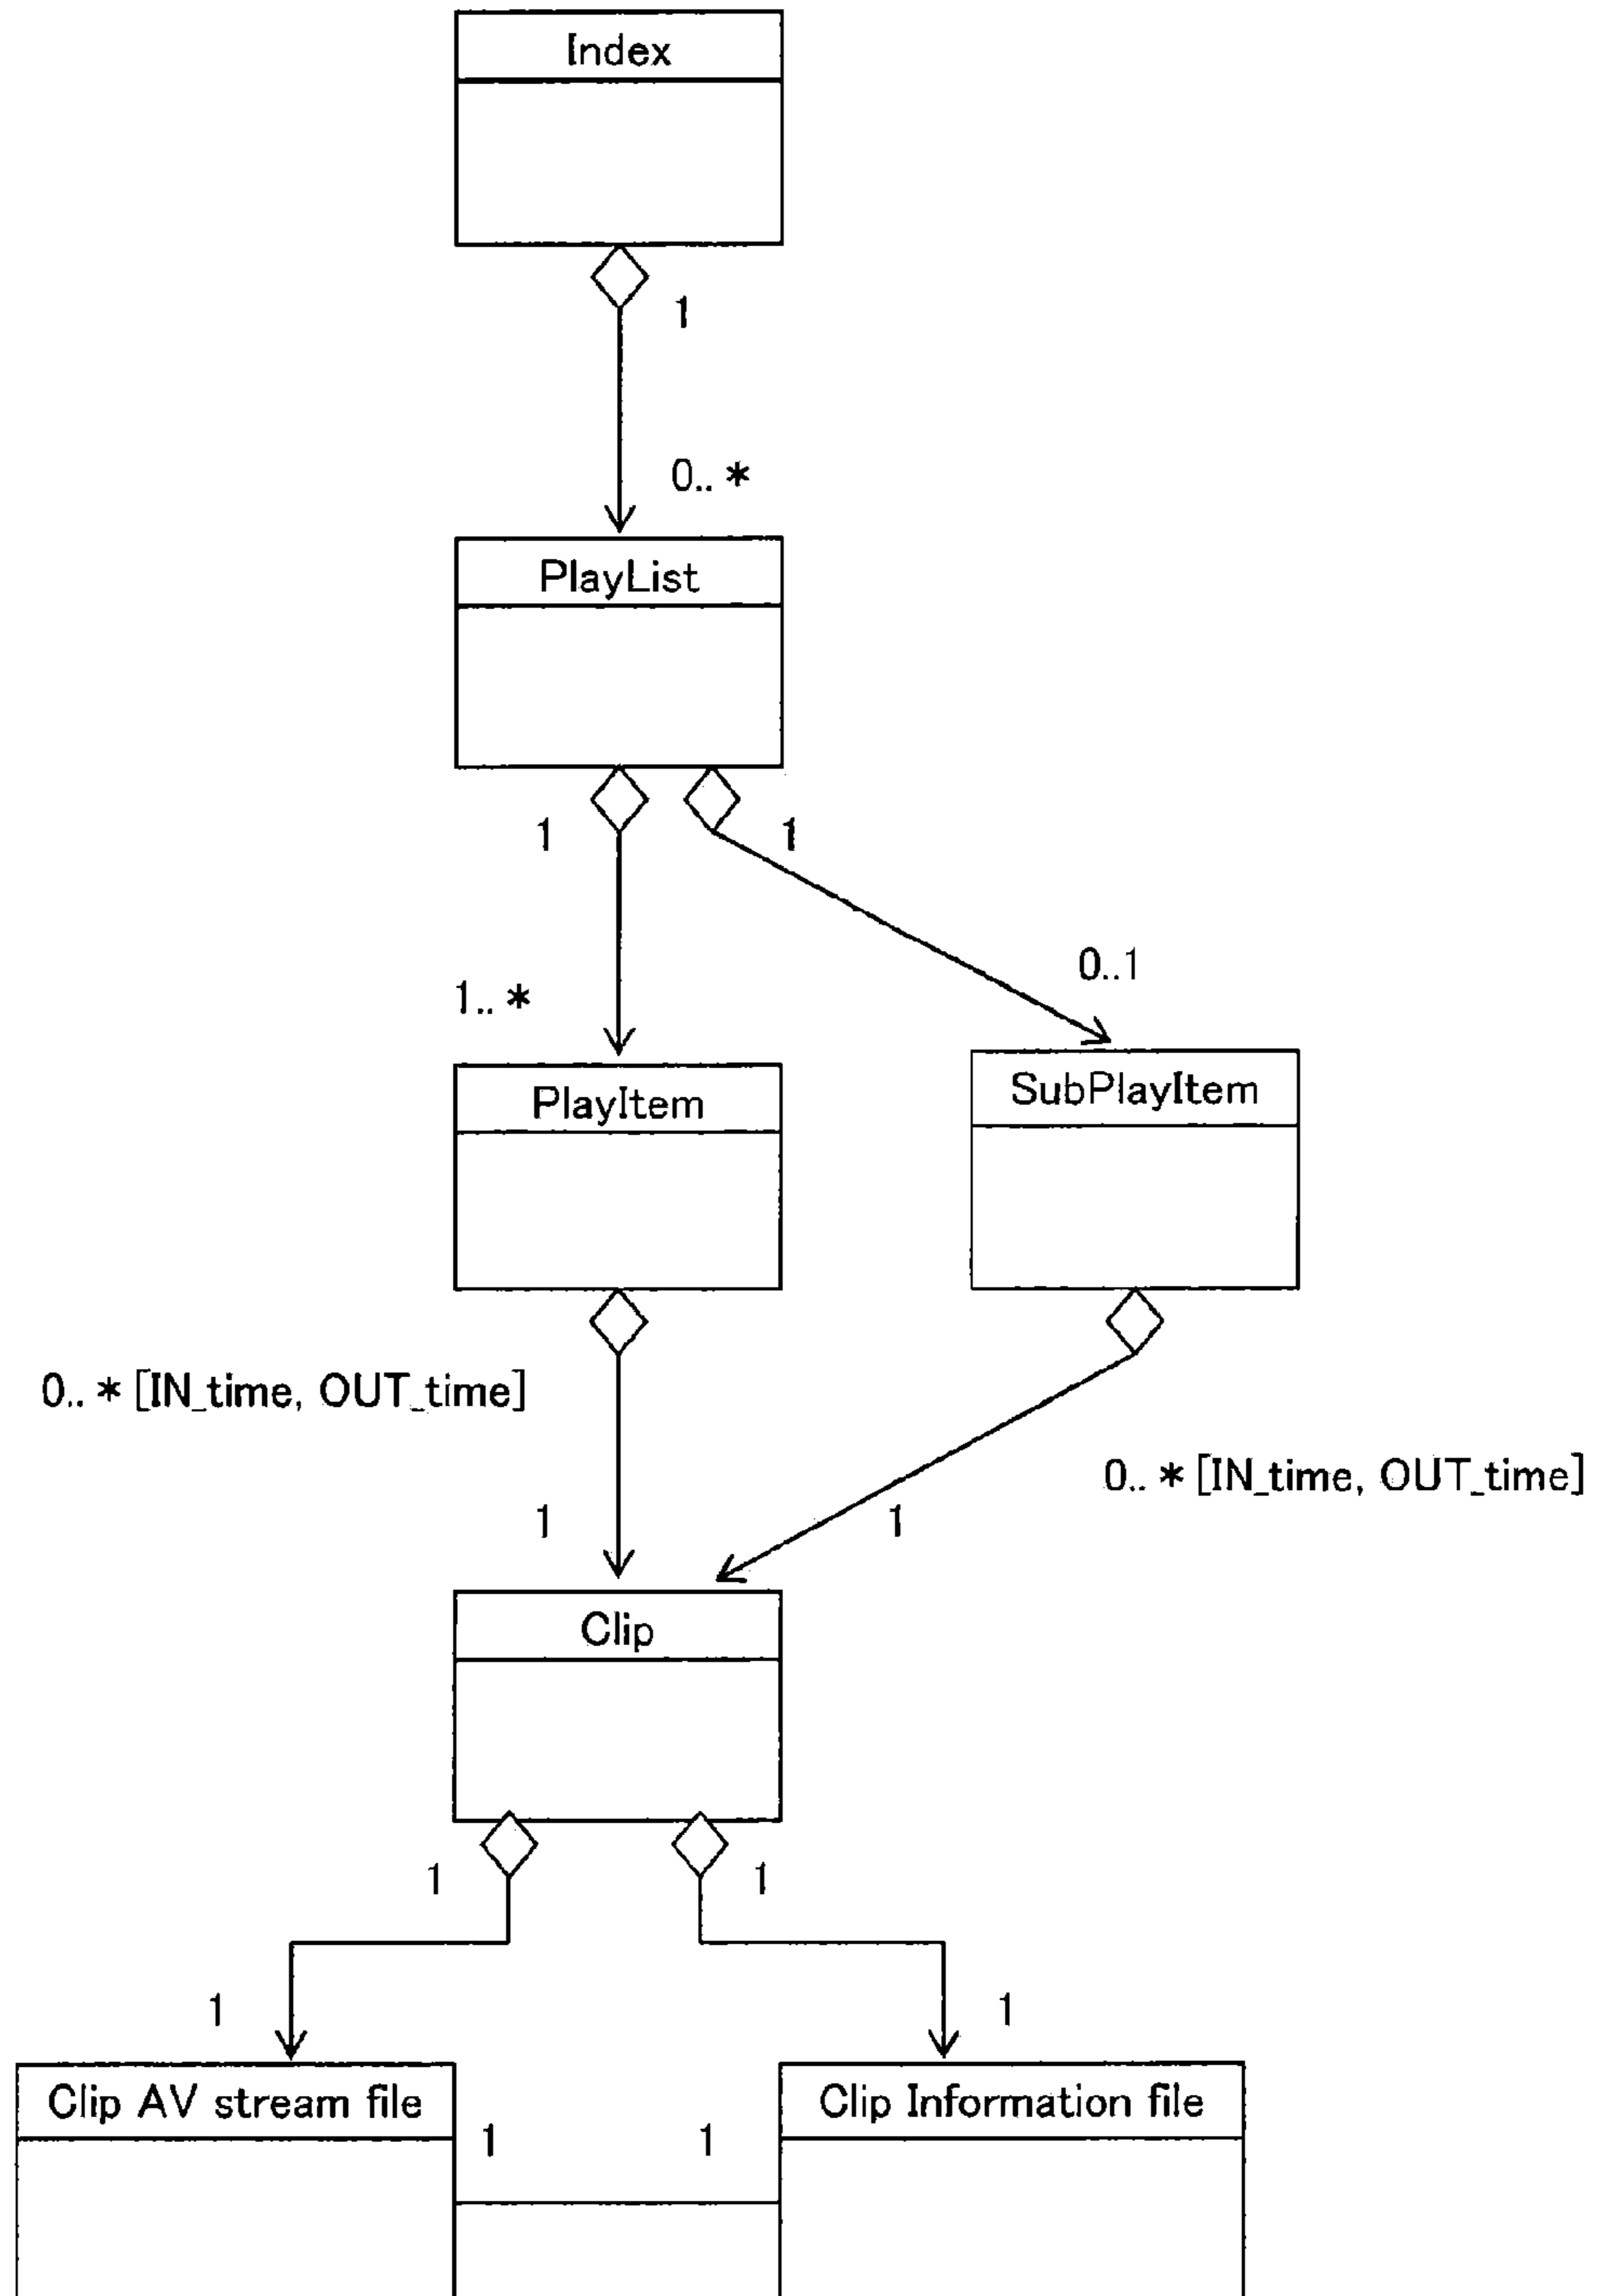 Index
1
0.. *
PlayList
1
1
0..1
1.. *
PlayItem
SubPlayItem
0.. * [IN_time, OUT_time]
0.. * [IN_time, OUT_time]
1
1
Clip
1
1
1
1
Clip AV stream file
Clip Information file
1
1